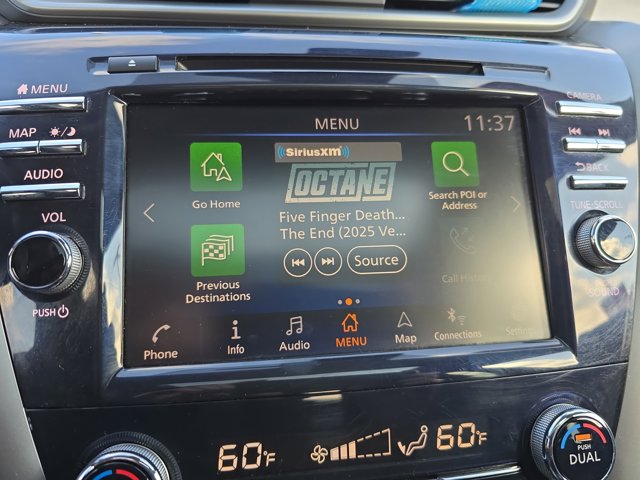 MENU
MAP
AUDIO
VOL
PUSH
MENU
11:37
SiriusXM
OCTANE
Five Finger Death...
The End (2025 Ve...
Source
Go Home
Previous
Destinations
Search POI or
Address
Call History
Phone
Info
Audio
MENU
Map
Connections
Settings
CAMERA
BACK
TUNE·SCROLL
SOUND
60°F
60°F
PUSH
DUAL